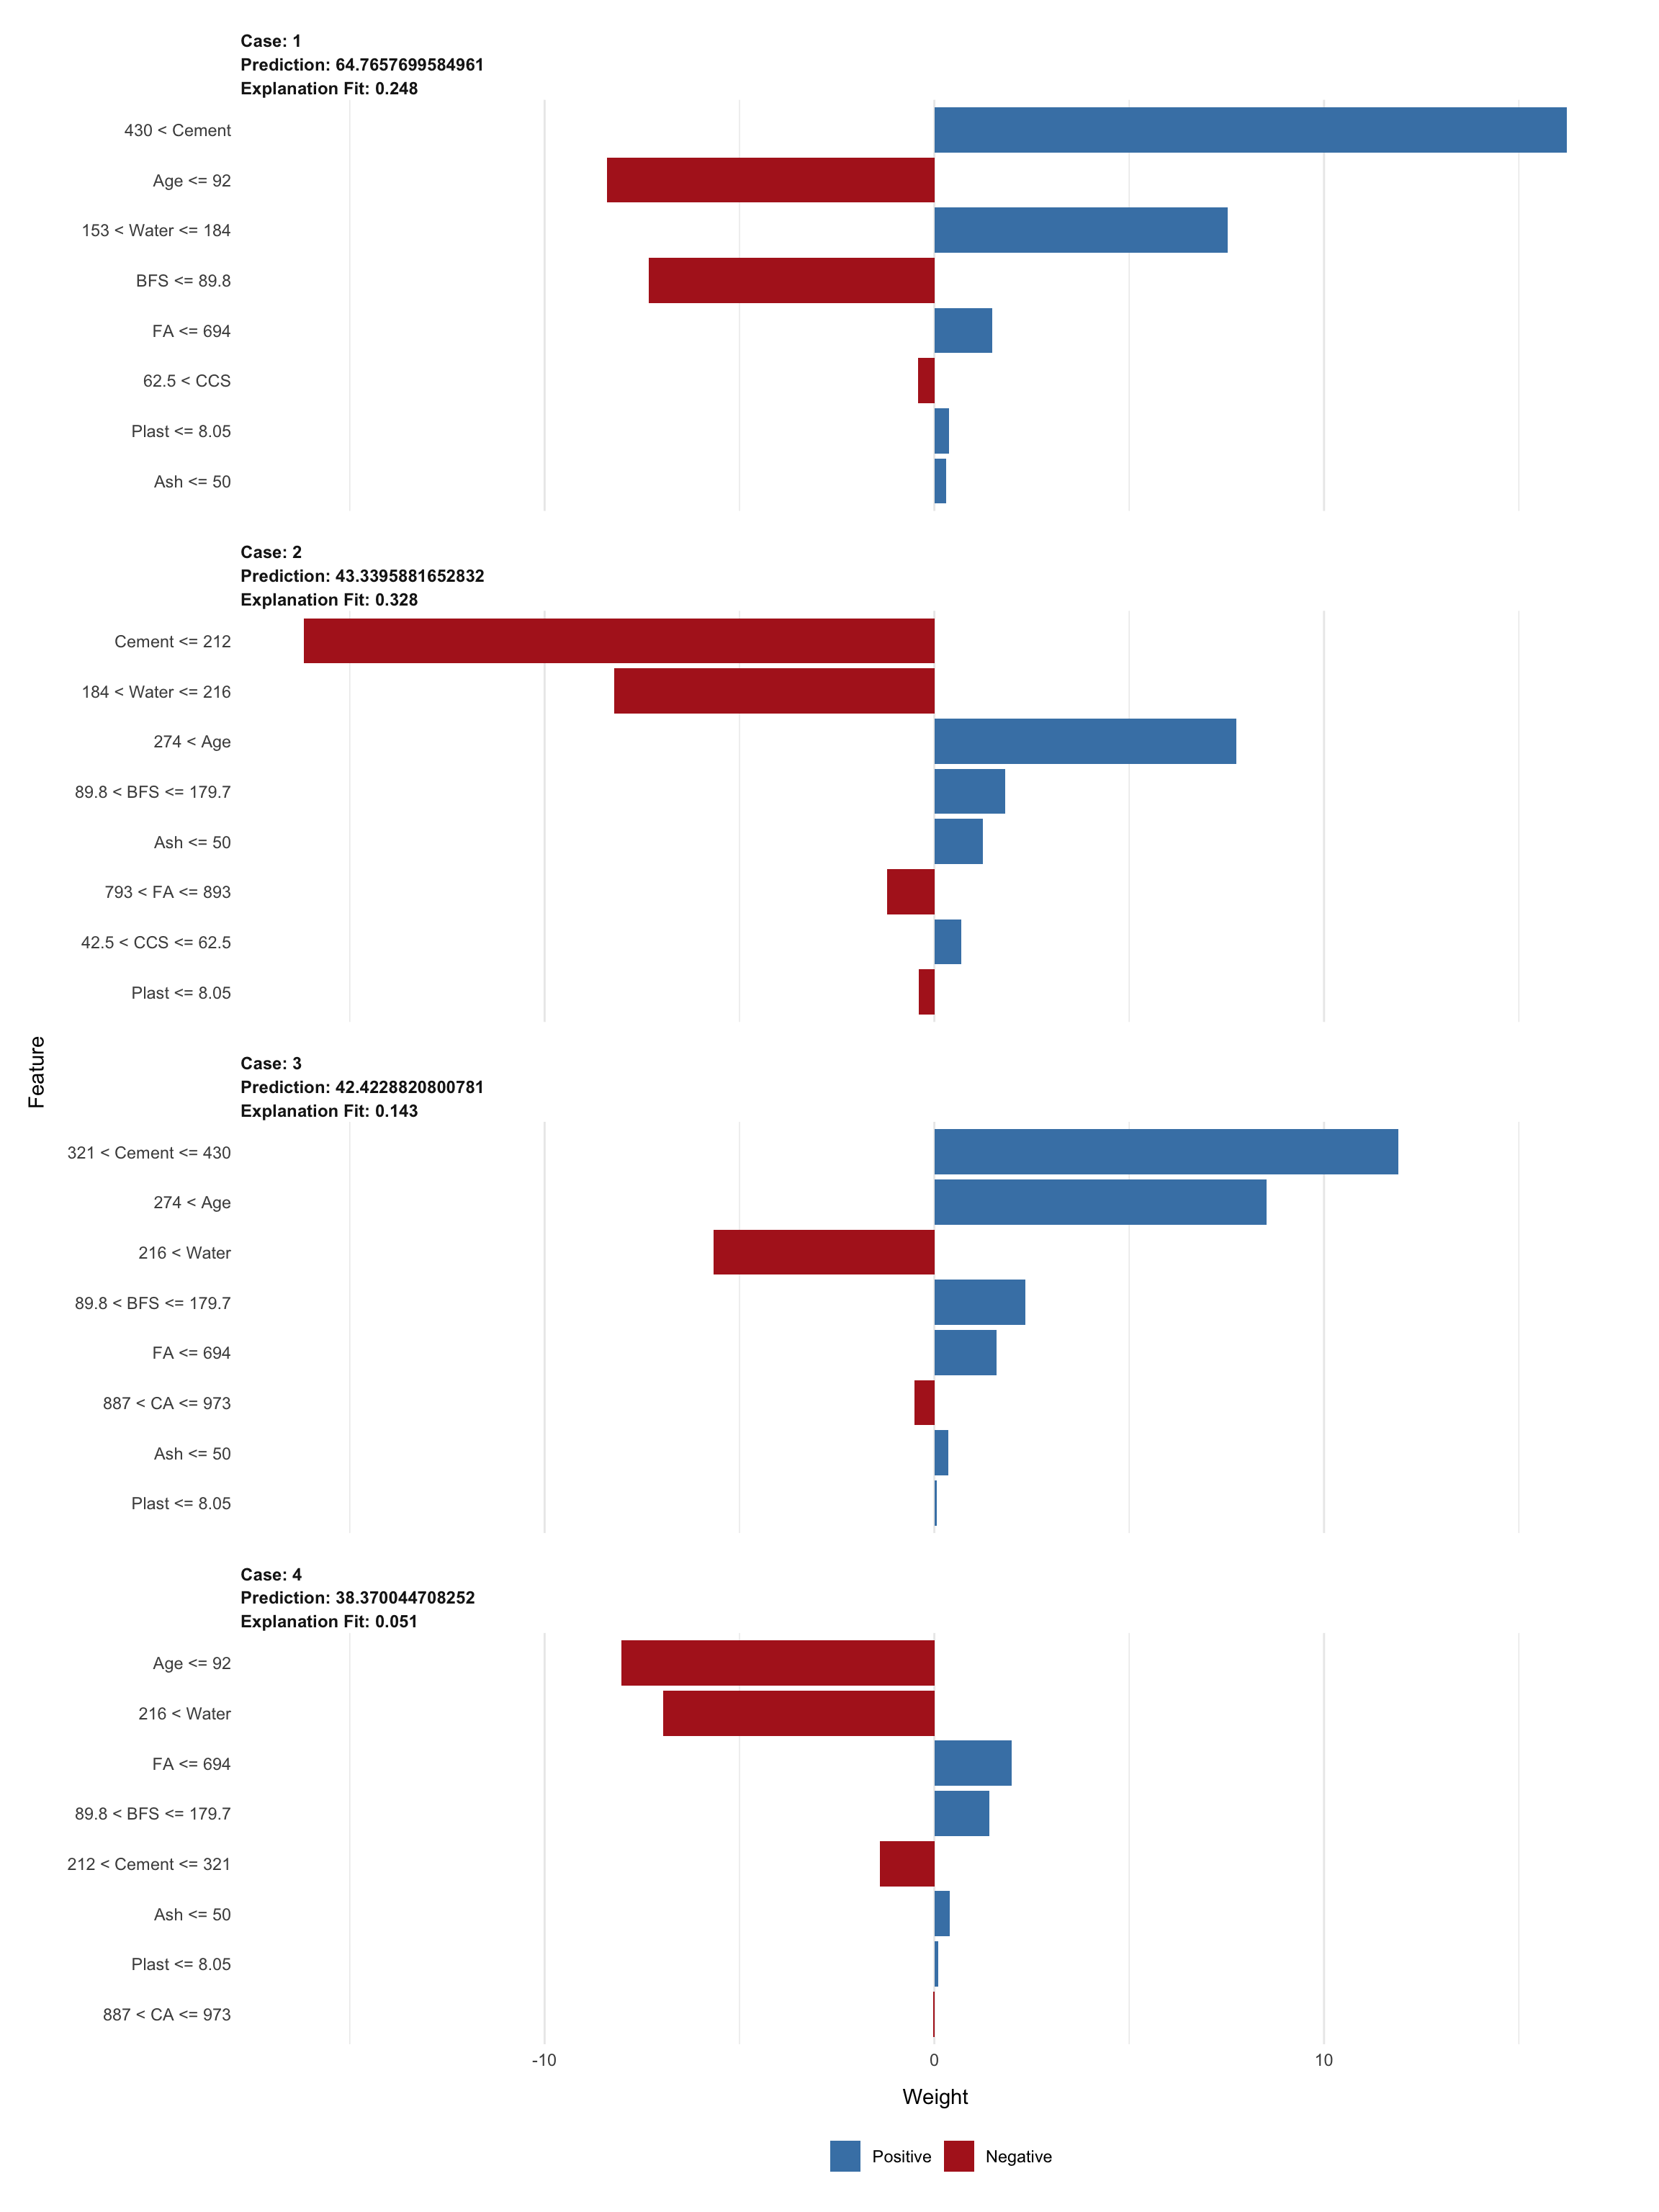 Case: 1
Prediction: 64.7657699584961
Explanation Fit: 0.248
430 < Cement
Age <= 92
153 < Water <= 184
BFS <= 89.8
FA <= 694
62.5 < CCS
Plast <= 8.05
Ash <= 50
Case: 2
Prediction: 43.3395881652832
Explanation Fit: 0.328
Cement <= 212
184 < Water <= 216
274 < Age
89.8 < BFS <= 179.7
Ash <= 50
793 < FA <= 893
42.5 < CCS <= 62.5
Plast <= 8.05
Feature
Case: 3
Prediction: 42.4228820800781
Explanation Fit: 0.143
321 < Cement <= 430
274 < Age
216 < Water
89.8 < BFS <= 179.7
FA <= 694
887 < CA <= 973
Ash <= 50
Plast <= 8.05
Case: 4
Prediction: 38.370044708252
Explanation Fit: 0.051
Age <= 92
216 < Water
FA <= 694
89.8 < BFS <= 179.7
212 < Cement <= 321
Ash <= 50
Plast <= 8.05
887 < CA <= 973
-10 0 10
Weight
Positive Negative